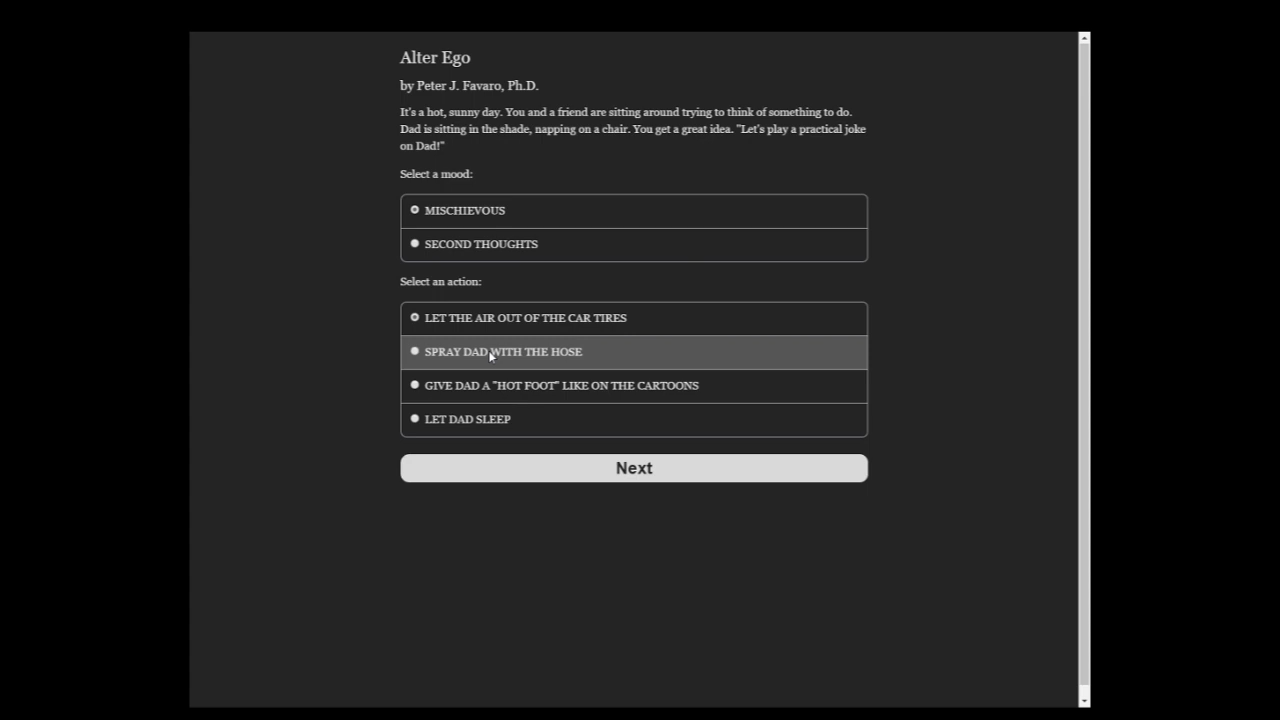 Alter Ego
by Peter J. Favaro, Ph.D.
It's a hot, sunny day. You and a friend are sitting around trying to think of something to do.
Dad is sitting in the shade, napping on a chair. You get a great idea. "Let's play a practical joke
on Dad!"
Select a mood:
MISCHIEVOUS
SECOND THOUGHTS
Select an action:
LET THE AIR OUT OF THE CAR TIRES
SPRAY DAD WITH THE HOSE
GIVE DAD A "HOT FOOT" LIKE ON THE CARTOONS
LET DAD SLEEP
Next